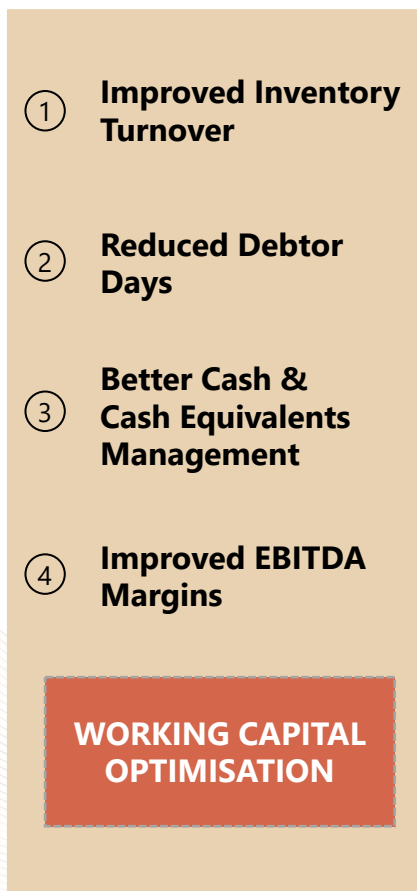 1
Improved Inventory
Turnover
2
Reduced Debtor
Days
3
Better Cash &
Cash Equivalents
Management
4
Improved EBITDA
Margins
WORKING CAPITAL
OPTIMISATION